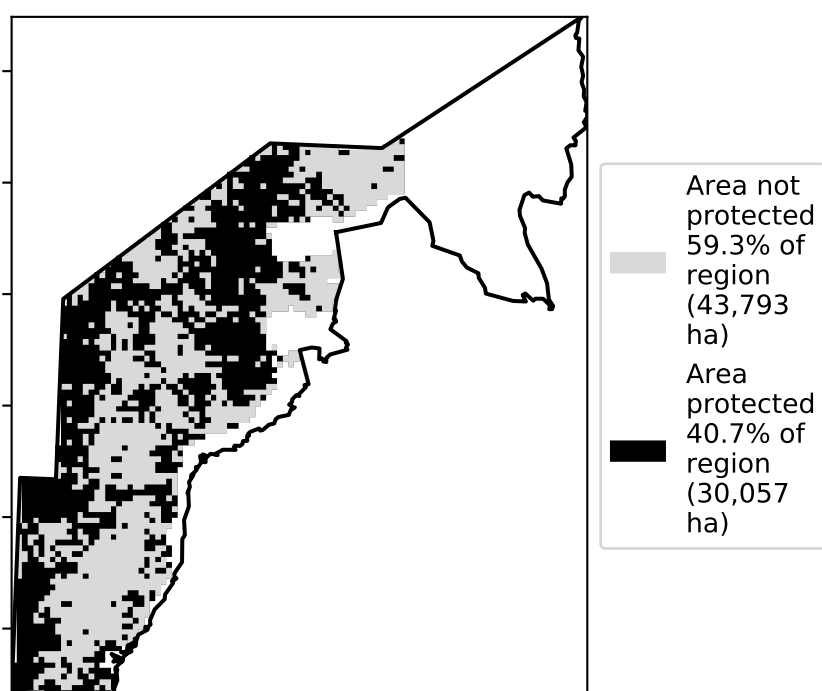 Area not
protected
59.3% of
region
(43,793
ha)
Area
protected
40.7% of
region
(30,057
ha)